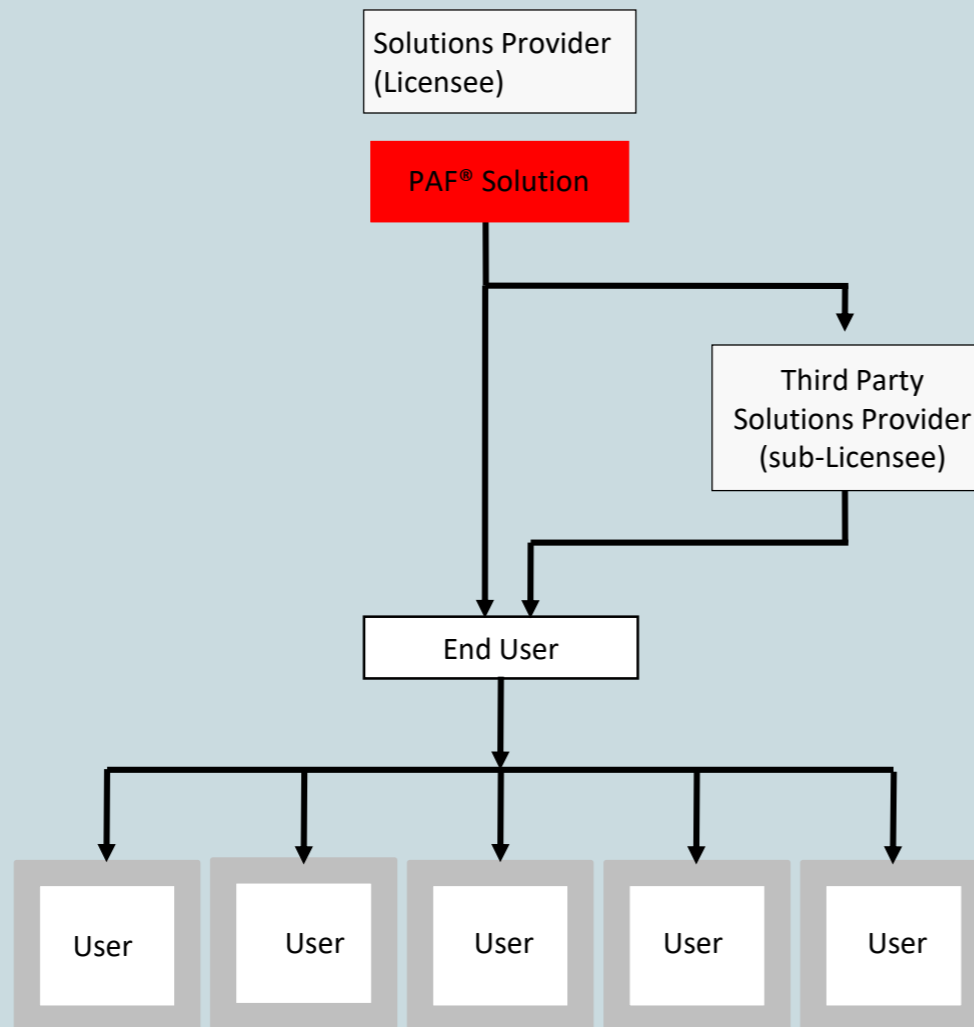 Solutions Provider
(Licensee)
PAF® Solution
Third Party
Solutions Provider
(sub-Licensee)
End User
User
User
User
User
User